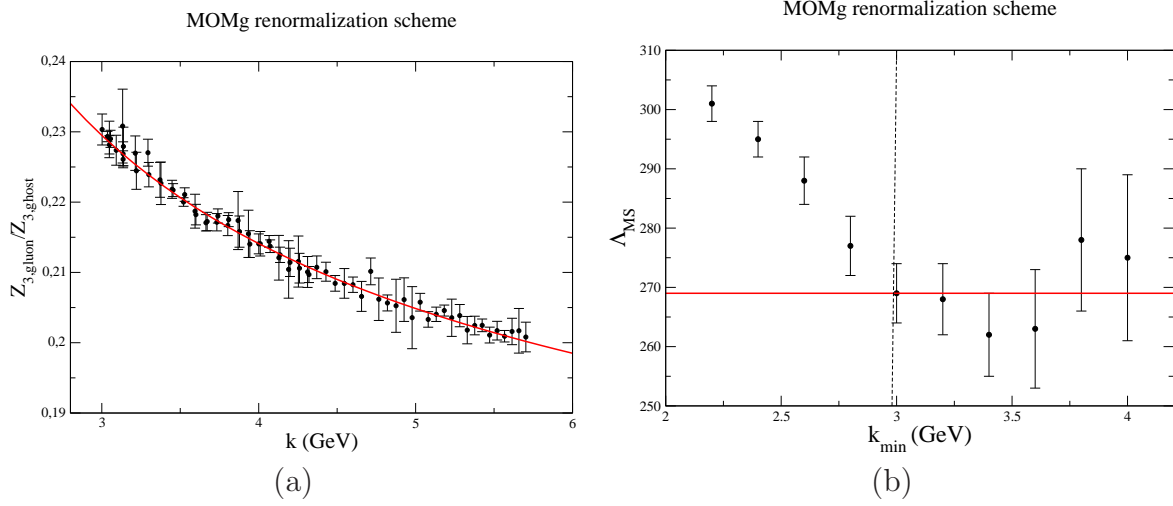 MOMg renormalization scheme
Z3,gluon/Z3,ghost
0,24
0,23
0,22
0,21
0,2
0,19
3
4
5
6
k (GeV)
(a)
MOMg renormalization scheme
ΛMS
310
300
290
280
270
260
250
2
2.5
3
3.5
4
kmin (GeV)
(b)